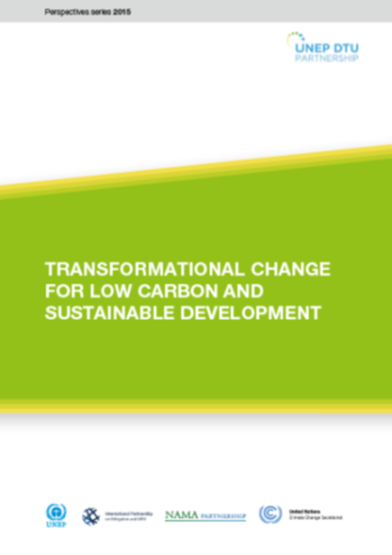 Perspectives series 2015
UNEP DTU
PARTNERSHIP
TRANSFORMATIONAL CHANGE
FOR LOW CARBON AND
SUSTAINABLE DEVELOPMENT
UNEP
International Partnership
on Mitigation and MRV
NAMA PARTNERSHIP
United Nations
Climate Change Secretariat